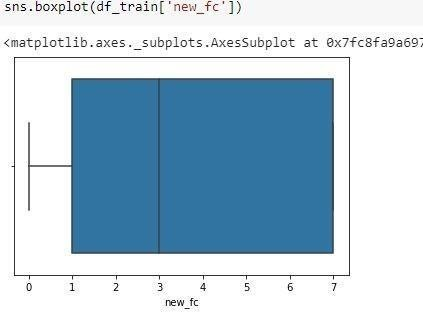 sns.boxplot(df_train['new_fc'])
<matplotlib.axes._subplots.AxesSubplot at 0x7fc8fa9a697
0 1 2 3 4 5 6 7
new_fc